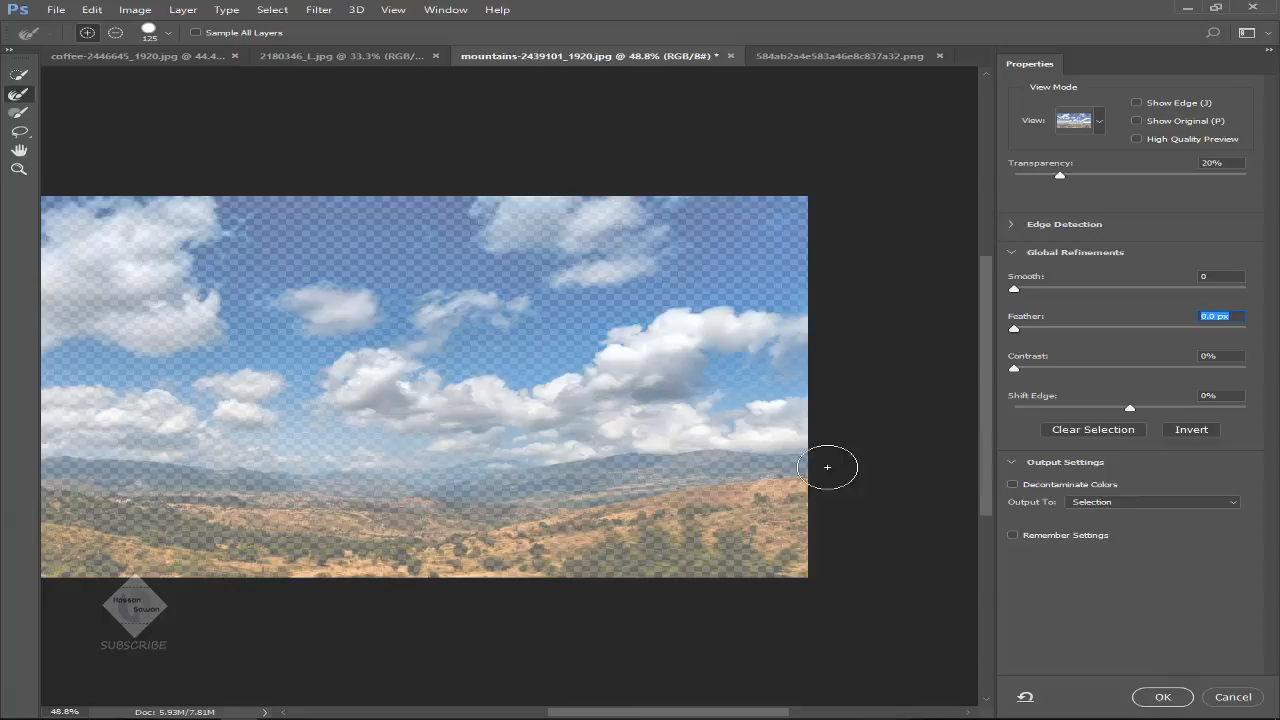 Ps File Edit Image Layer Type Select Filter 3D View Window Help
125 Sample All Layers
coffee-2446645_1920.jpg @ 44.4... 2180346_L.jpg @ 33.3% (RGB/... mountains-2439101_1920.jpg @ 48.8% (RGB/8#) * 584ab2a4e583a46e8c837a32.png
Properties
View Mode
Show Edge (J)
View: Show Original (P)
High Quality Preview
Transparency: 20%
Edge Detection
Global Refinements
Smooth: 0
Feather: 0.0 px
Contrast: 0%
Shift Edge: 0%
Clear Selection Invert
Output Settings
Decontaminate Colors
Output To: Selection
Remember Settings
Hassan
Sowan
SUBSCRIBE
OK Cancel
48.8% Doc: 5.93M/7.81M